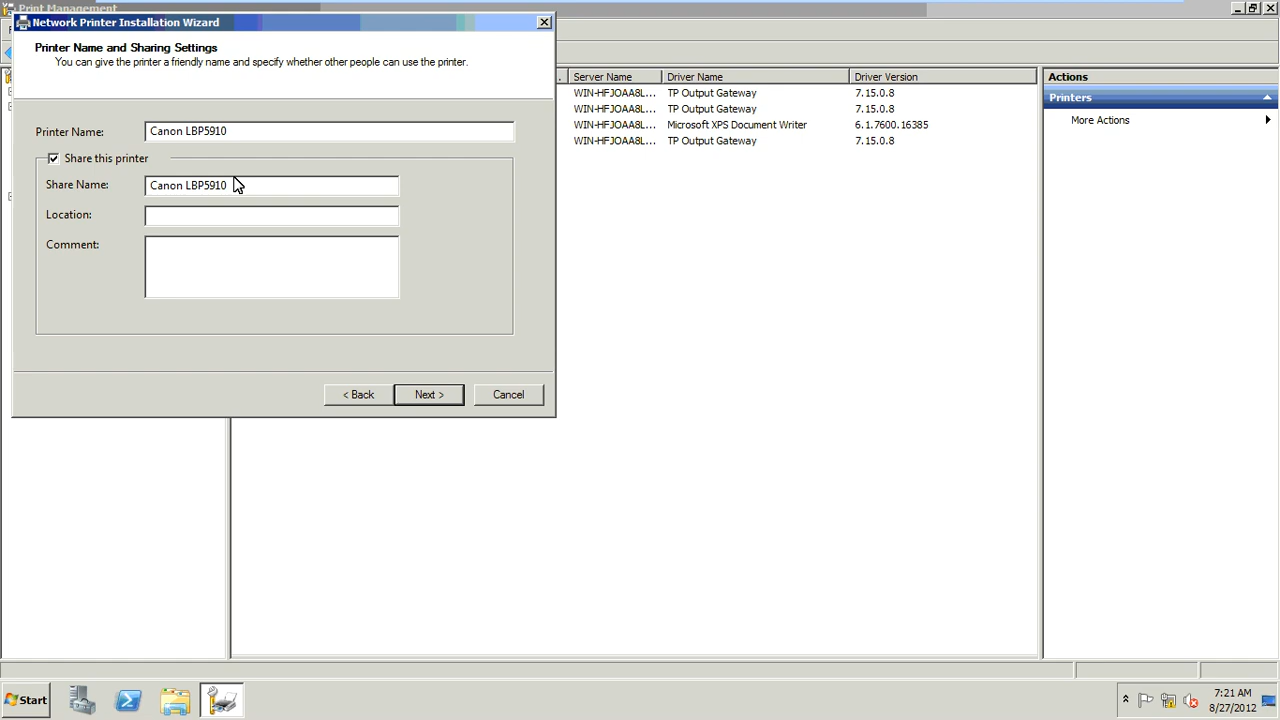 Print Management
Network Printer Installation Wizard
Printer Name and Sharing Settings
You can give the printer a friendly name and specify whether other people can use the printer.
Printer Name: Canon LBP5910
Share this printer
Share Name: Canon LBP5910
Location:
Comment:
< Back Next > Cancel
Server Name Driver Name Driver Version
WIN-HFJOAA8L... TP Output Gateway 7.15.0.8
WIN-HFJOAA8L... TP Output Gateway 7.15.0.8
WIN-HFJOAA8L... Microsoft XPS Document Writer 6.1.7600.16385
WIN-HFJOAA8L... TP Output Gateway 7.15.0.8
Actions
Printers
More Actions
Start
7:21 AM
8/27/2012